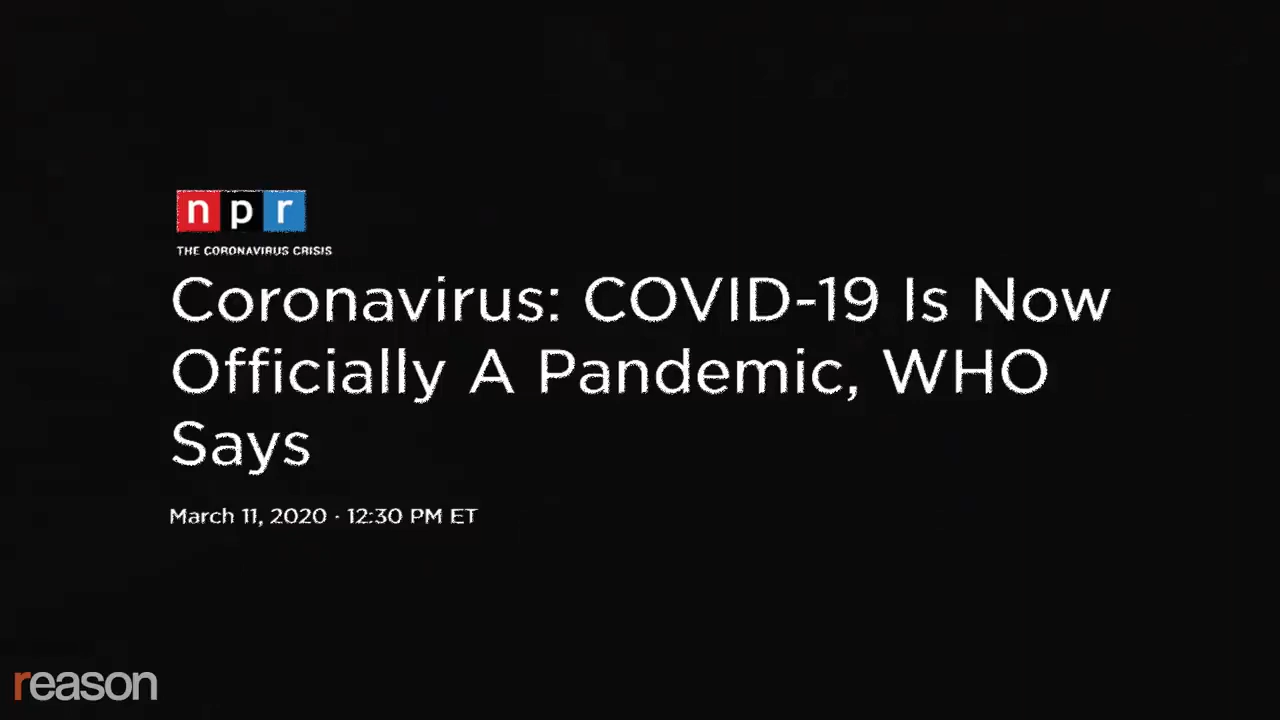 npr
THE CORONAVIRUS CRISIS
Coronavirus: COVID-19 Is Now
Officially A Pandemic, WHO
Says
March 11, 2020 · 12:30 PM ET
reason